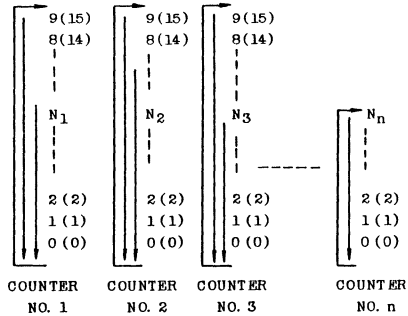 9(15) 9(15) 9(15)
8(14) 8(14) 8(14)
N1 N2 N3 Nn
2(2) 2(2) 2(2) 2(2)
1(1) 1(1) 1(1) 1(1)
0(0) 0(0) 0(0) 0(0)
COUNTER COUNTER COUNTER COUNTER
NO. 1 NO. 2 NO. 3 NO. n